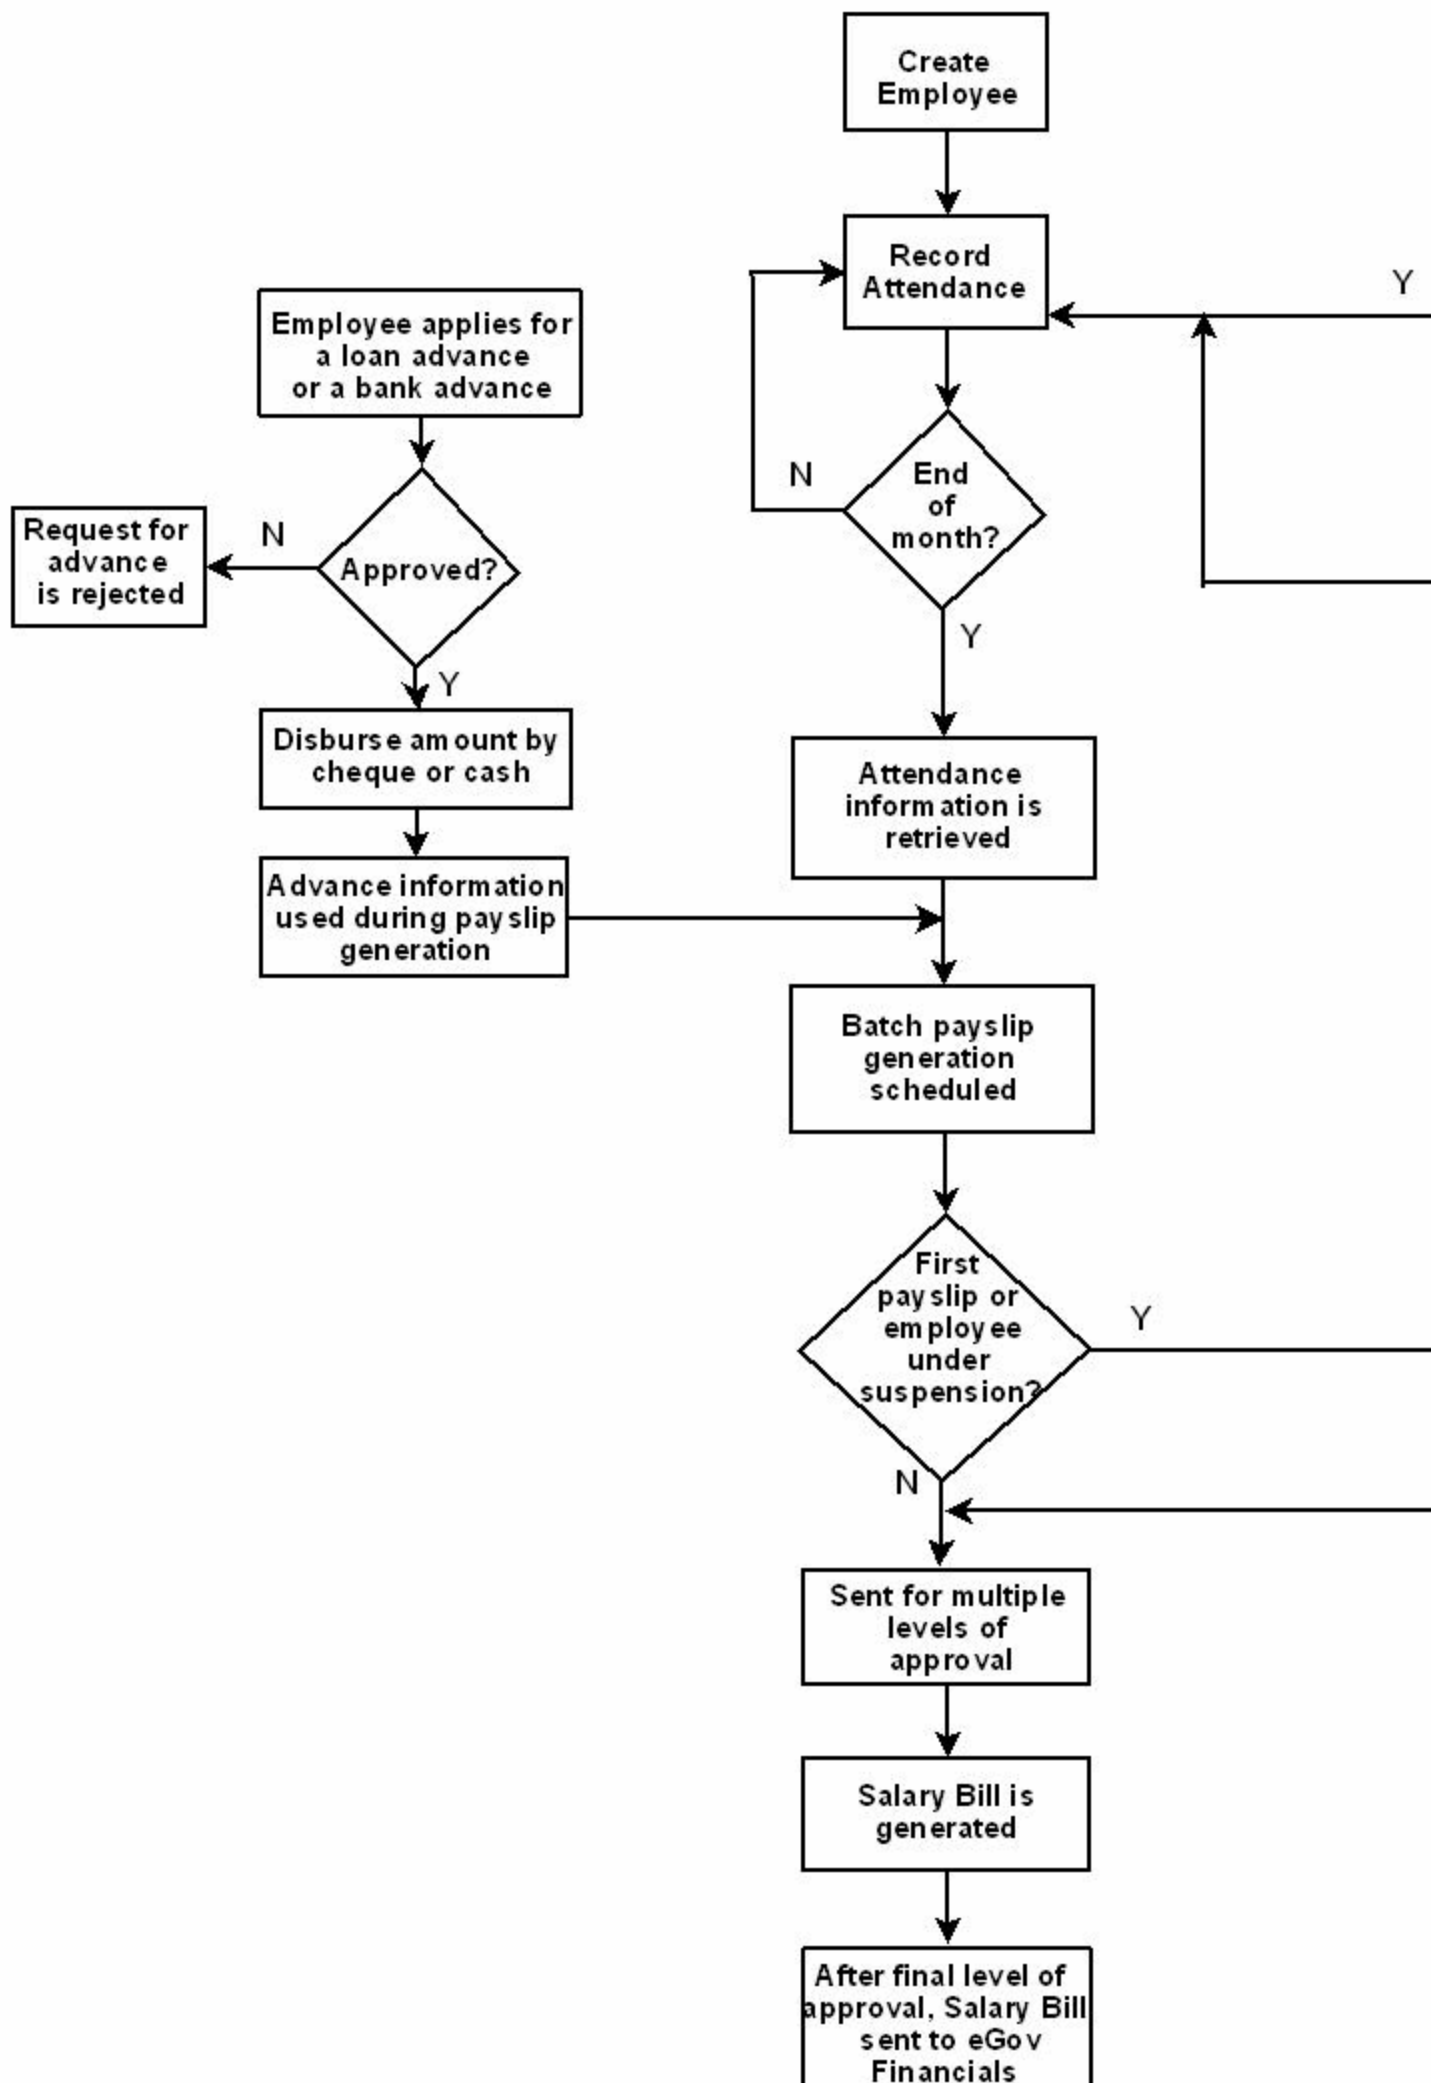 Create
Employee
Record
Attendance
Y
N
End
of
month?
Y
Employee applies for
a loan advance
or a bank advance
Approved?
N
Request for
advance
is rejected
Y
Disburse amount by
cheque or cash
Advance information
used during payslip
generation
Attendance
information is
retrieved
Batch payslip
generation
scheduled
First
payslip or
employee
under
suspension?
Y
N
Sent for multiple
levels of
approval
Salary Bill is
generated
After final level of
approval, Salary Bill
sent to eGov
Financials